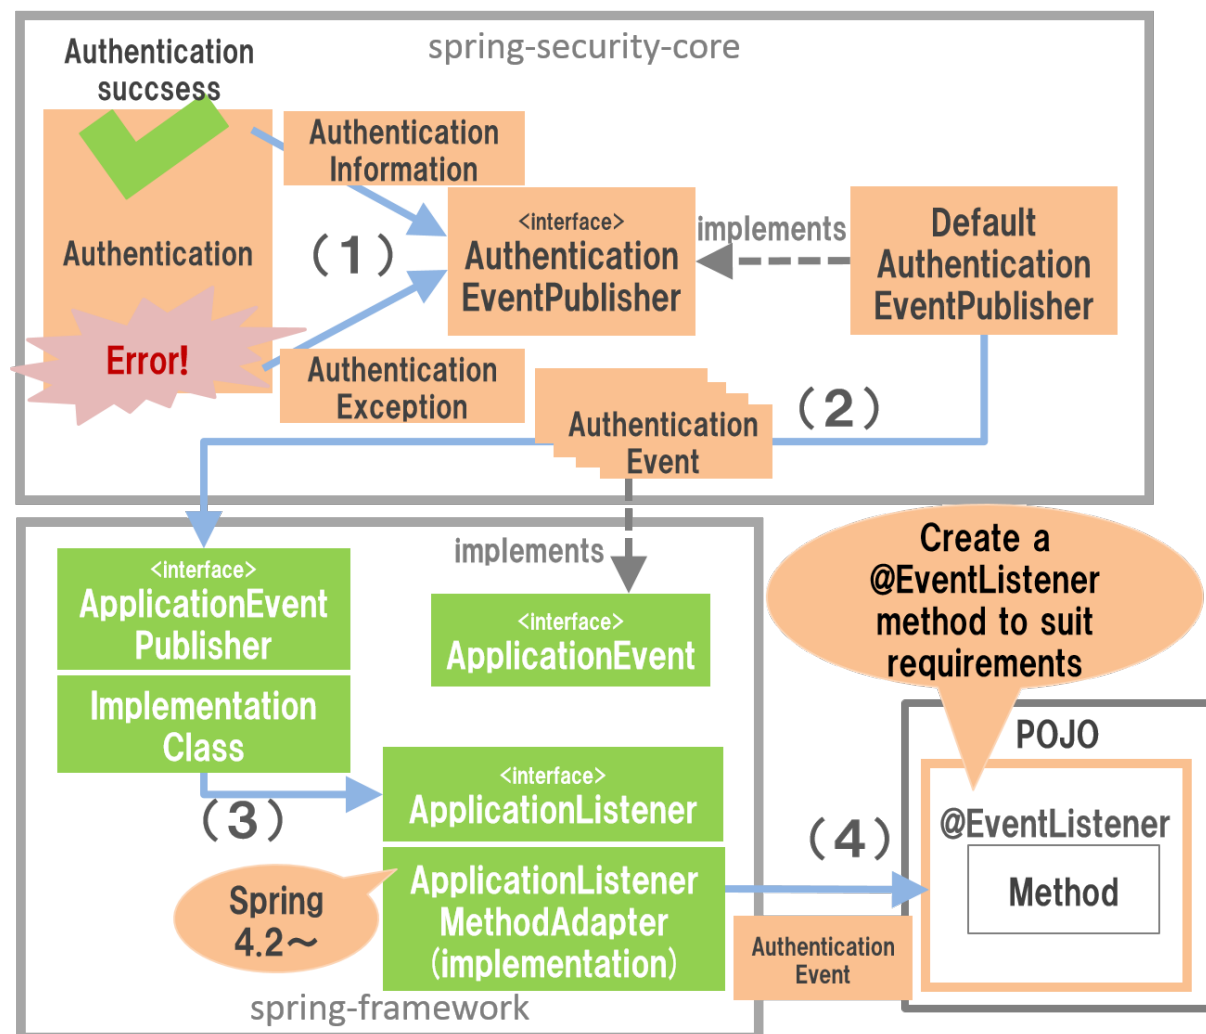 spring-security-core
Authentication
succsess
Authentication
Information
(1)
<interface>
Authentication
EventPublisher
implements
Default
Authentication
EventPublisher
Authentication
Error!
Authentication
Exception
(2)
Authentication
Event
implements
<interface>
ApplicationEvent
Publisher
Implementation
Class
<interface>
ApplicationEvent
Create a
@EventListener
method to suit
requirements
(3)
<interface>
ApplicationListener
ApplicationListener
MethodAdapter
(implementation)
Spring
4.2～
(4)
Authentication
Event
POJO
@EventListener
Method
spring-framework